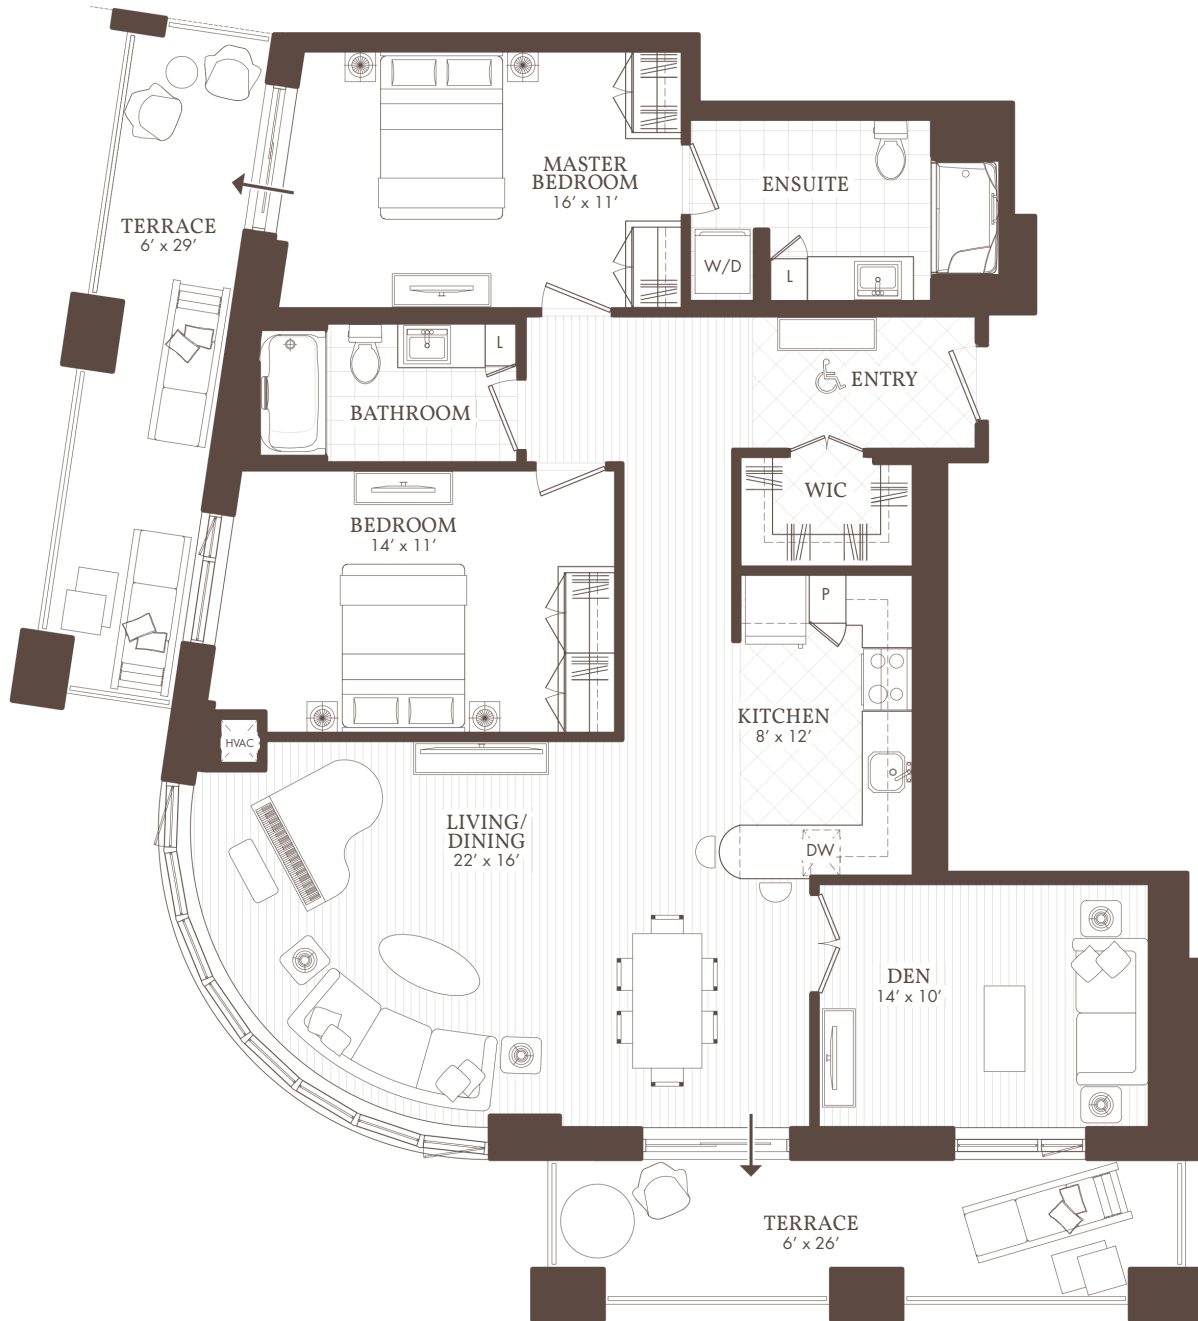 MASTER
BEDROOM
16’ x 11’
ENSUITE
TERRACE
6’ x 29’
W/D
L
L
ENTRY
BATHROOM
WIC
BEDROOM
14’ x 11’
P
KITCHEN
8’ x 12’
HVAC
LIVING/
DINING
22’ x 16’
DW
DEN
14’ x 10’
TERRACE
6’ x 26’